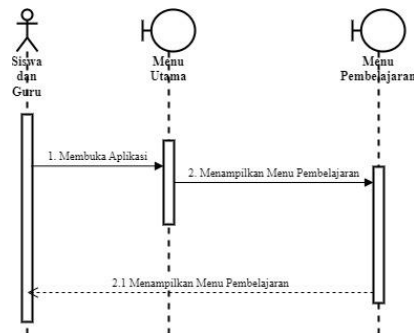 Siswa
dan
Guru
Menu
Utama
Menu
Pembelajaran
1. Membuka Aplikasi
2. Menampilkan Menu Pembelajaran
2.1 Menampilkan Menu Pembelajaran